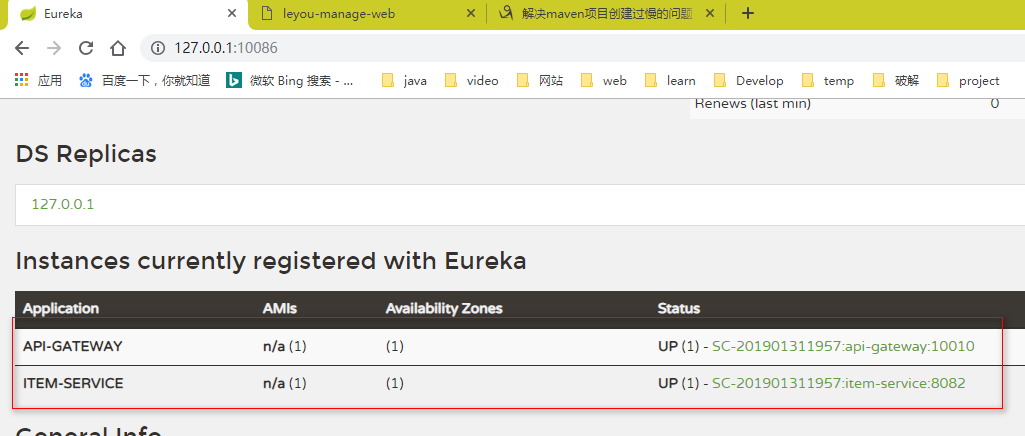 Eureka
leyou-manage-web
解决maven项目创建过慢的问题
127.0.0.1:10086
应用 百度一下，你就知道 微软 Bing 搜索 - ... java video 网站 web learn Develop temp 破解 project
Renews (last min) 0
DS Replicas
127.0.0.1
Instances currently registered with Eureka
Application AMIs Availability Zones Status
API-GATEWAY n/a (1) (1) UP (1) - SC-201901311957:api-gateway:10010
ITEM-SERVICE n/a (1) (1) UP (1) - SC-201901311957:item-service:8082
General Info